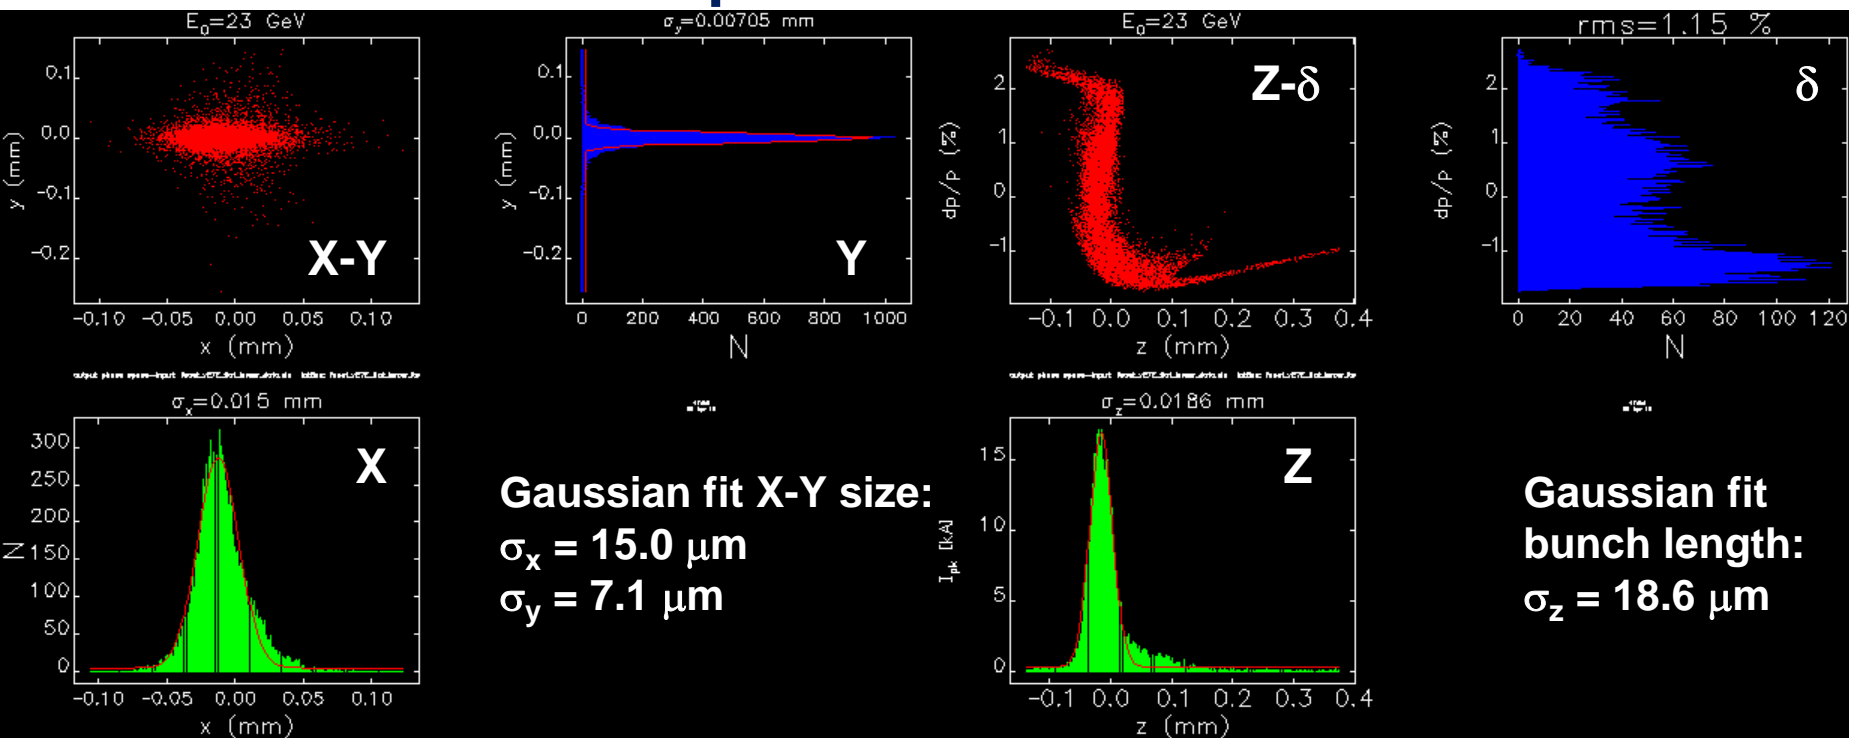 E₀=23 GeV
0.1
0.0
-0.1
-0.2
y (mm)
X-Y
-0.10 -0.05 0.00 0.05 0.10
x (mm)
σy=0.00705 mm
0.1
0.0
-0.1
-0.2
y (mm)
Y
0 200 400 600 800 1000
N
E₀=23 GeV
2
1
0
-1
dp/p (%)
Z-δ
-0.1 0.0 0.1 0.2 0.3 0.4
z (mm)
rms=1.15 %
2
1
0
-1
dp/p (%)
δ
0 20 40 60 80 100 120
N
σx=0.015 mm
300
250
200
150
100
50
0
N
X
-0.10 -0.05 0.00 0.05 0.10
x (mm)
Gaussian fit X-Y size:
σx = 15.0 μm
σy = 7.1 μm
σz=0.0186 mm
15
10
5
0
Ipk [kA]
Z
-0.1 0.0 0.1 0.2 0.3 0.4
z (mm)
Gaussian fit
bunch length:
σz = 18.6 μm